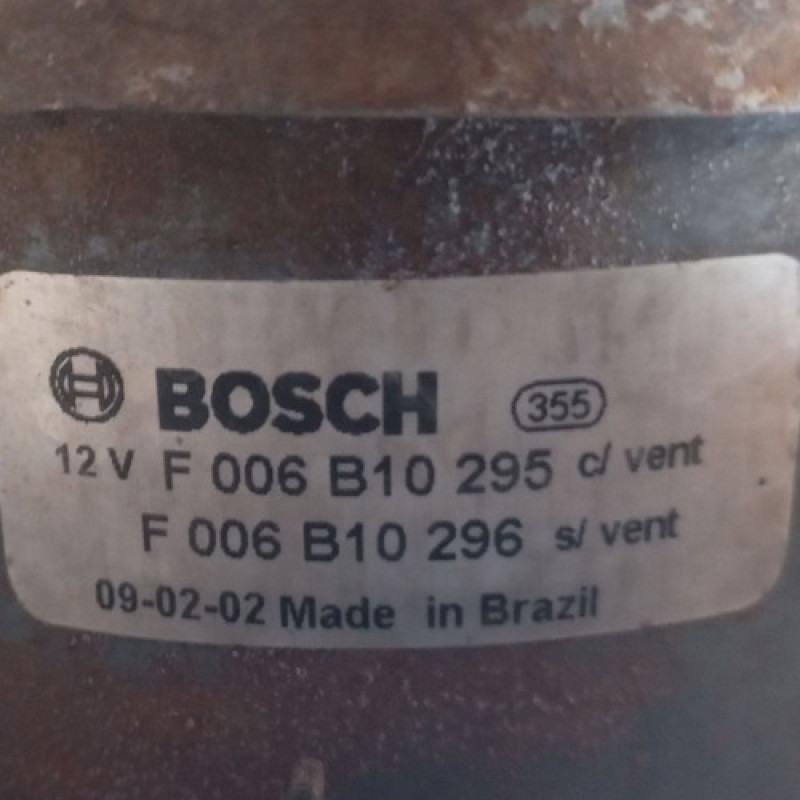 BOSCH 355
12 V F 006 B10 295 c/ vent
F 006 B10 296 s/ vent
09-02-02 Made in Brazil